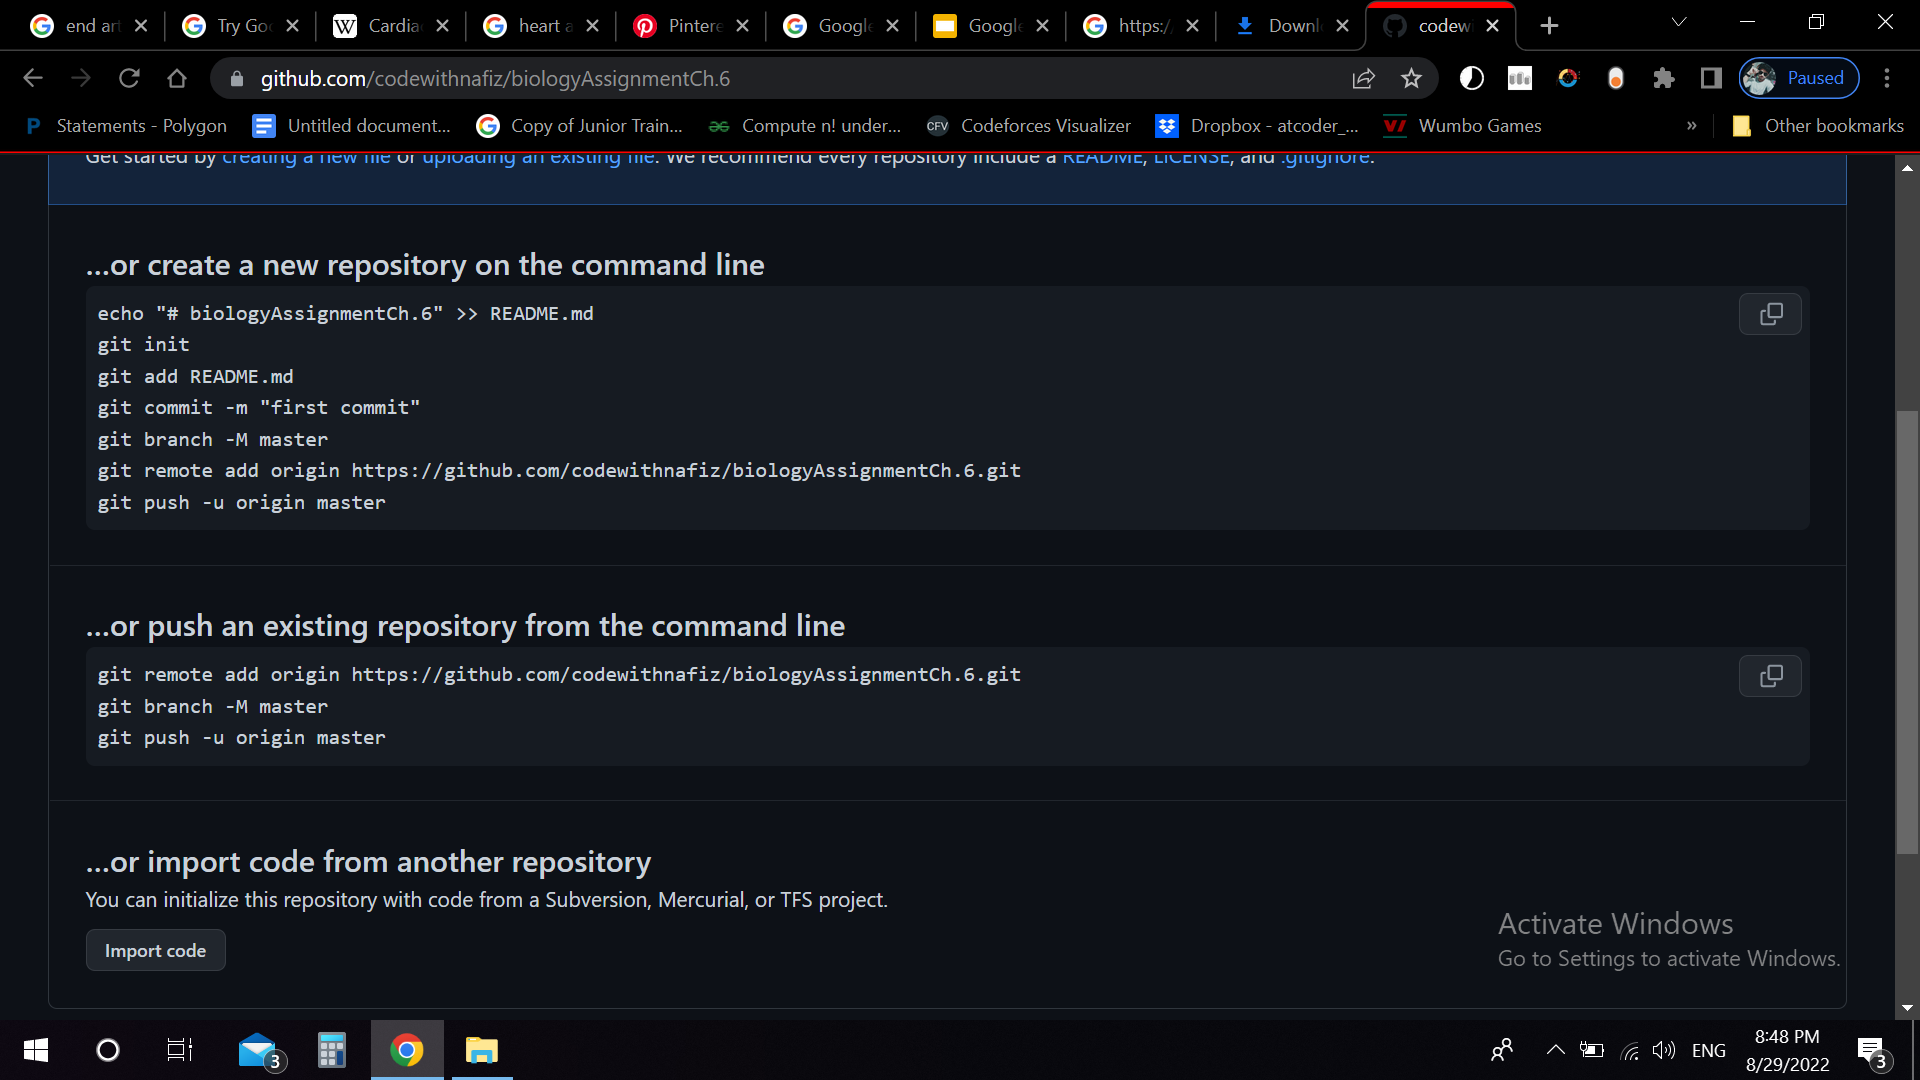 end art
Try Goo
Cardia
heart a
Pintere
Google
Google
https:/
Downl
codewi
github.com/codewithnafiz/biologyAssignmentCh.6
Paused
Statements - Polygon
Untitled document...
Copy of Junior Train...
Compute n! under...
CFV
Codeforces Visualizer
Dropbox - atcoder_...
Wumbo Games
»
Other bookmarks
Get started by creating a new file or uploading an existing file. We recommend every repository include a README, LICENSE, and .gitignore.
...or create a new repository on the command line
echo "# biologyAssignmentCh.6" >> README.md
git init
git add README.md
git commit -m "first commit"
git branch -M master
git remote add origin https://github.com/codewithnafiz/biologyAssignmentCh.6.git
git push -u origin master
...or push an existing repository from the command line
git remote add origin https://github.com/codewithnafiz/biologyAssignmentCh.6.git
git branch -M master
git push -u origin master
...or import code from another repository
You can initialize this repository with code from a Subversion, Mercurial, or TFS project.
Import code
Activate Windows
Go to Settings to activate Windows.
3
ENG
8:48 PM
8/29/2022
3